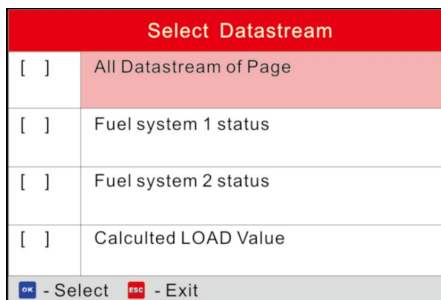 Select Datastream
[ ] All Datastream of Page
[ ] Fuel system 1 status
[ ] Fuel system 2 status
[ ] Calculted LOAD Value
OK - Select ESC - Exit